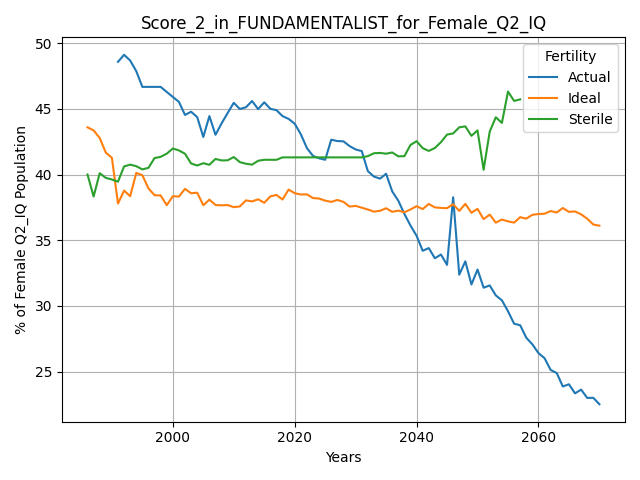 Score_2_in_FUNDAMENTALIST_for_Female_Q2_IQ
% of Female Q2_IQ Population
50
45
40
35
30
25
Fertility
Actual
Ideal
Sterile
2000
2020
2040
2060
Years